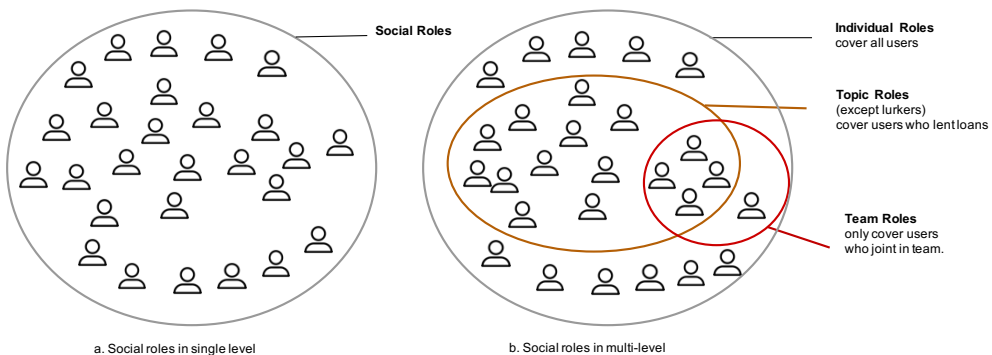 Social Roles
Individual Roles
cover all users
Topic Roles
(except lurkers)
cover users who lent loans
Team Roles
only cover users
who joint in team.
a. Social roles in single level
b. Social roles in multi-level